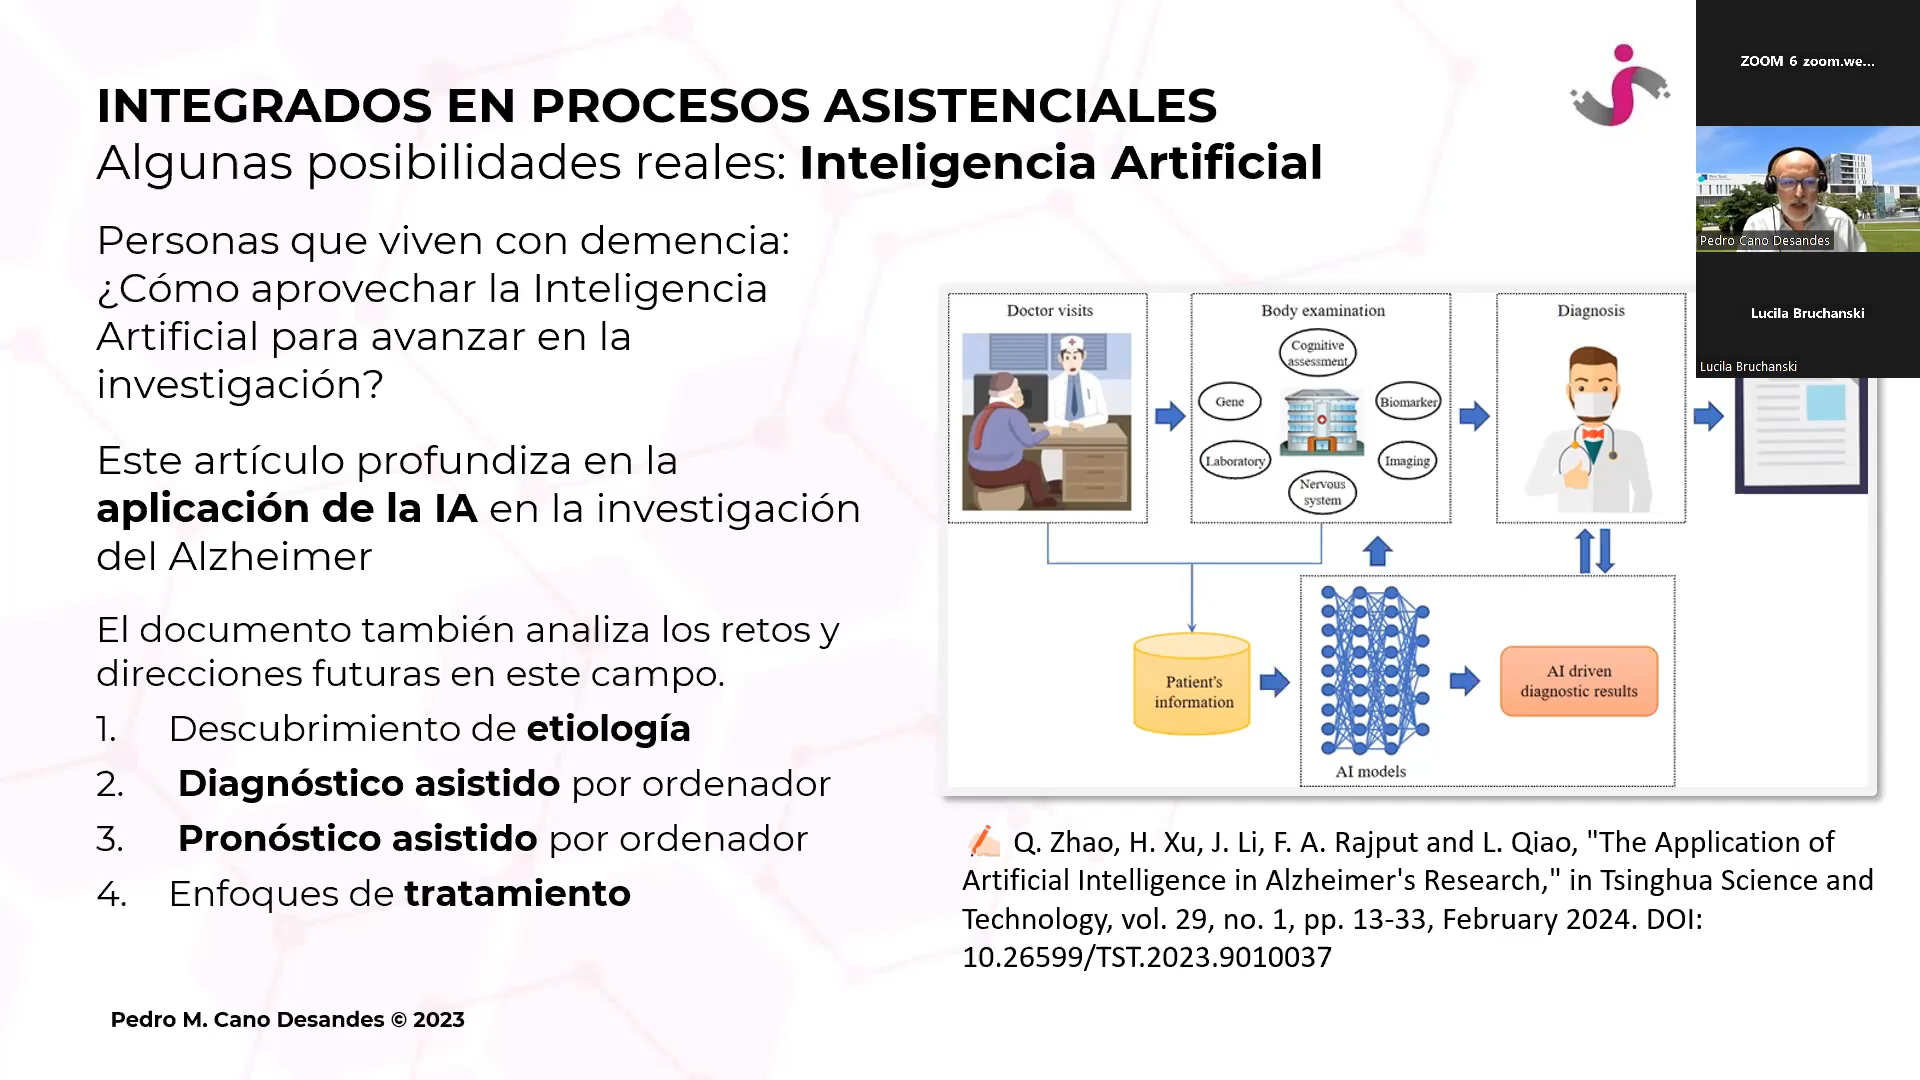 INTEGRADOS EN PROCESOS ASISTENCIALES
Algunas posibilidades reales: Inteligencia Artificial
Personas que viven con demencia:
¿Cómo aprovechar la Inteligencia
Artificial para avanzar en la
investigación?
Este artículo profundiza en la
aplicación de la IA en la investigación
del Alzheimer
El documento también analiza los retos y
direcciones futuras en este campo.
1. Descubrimiento de etiología
2. Diagnóstico asistido por ordenador
3. Pronóstico asistido por ordenador
4. Enfoques de tratamiento
Pedro M. Cano Desandes © 2023
Doctor visits
Body examination
Cognitive
assessment
Gene
Biomarker
Laboratory
Imaging
Nervous
system
Diagnosis
Patient's
information
AI models
AI driven
diagnostic results
Q. Zhao, H. Xu, J. Li, F. A. Rajput and L. Qiao, "The Application of
Artificial Intelligence in Alzheimer's Research," in Tsinghua Science and
Technology, vol. 29, no. 1, pp. 13-33, February 2024. DOI:
10.26599/TST.2023.9010037
ZOOM 6 zoom.we...
Pedro Cano Desandes
Lucila Bruchanski
Lucila Bruchanski